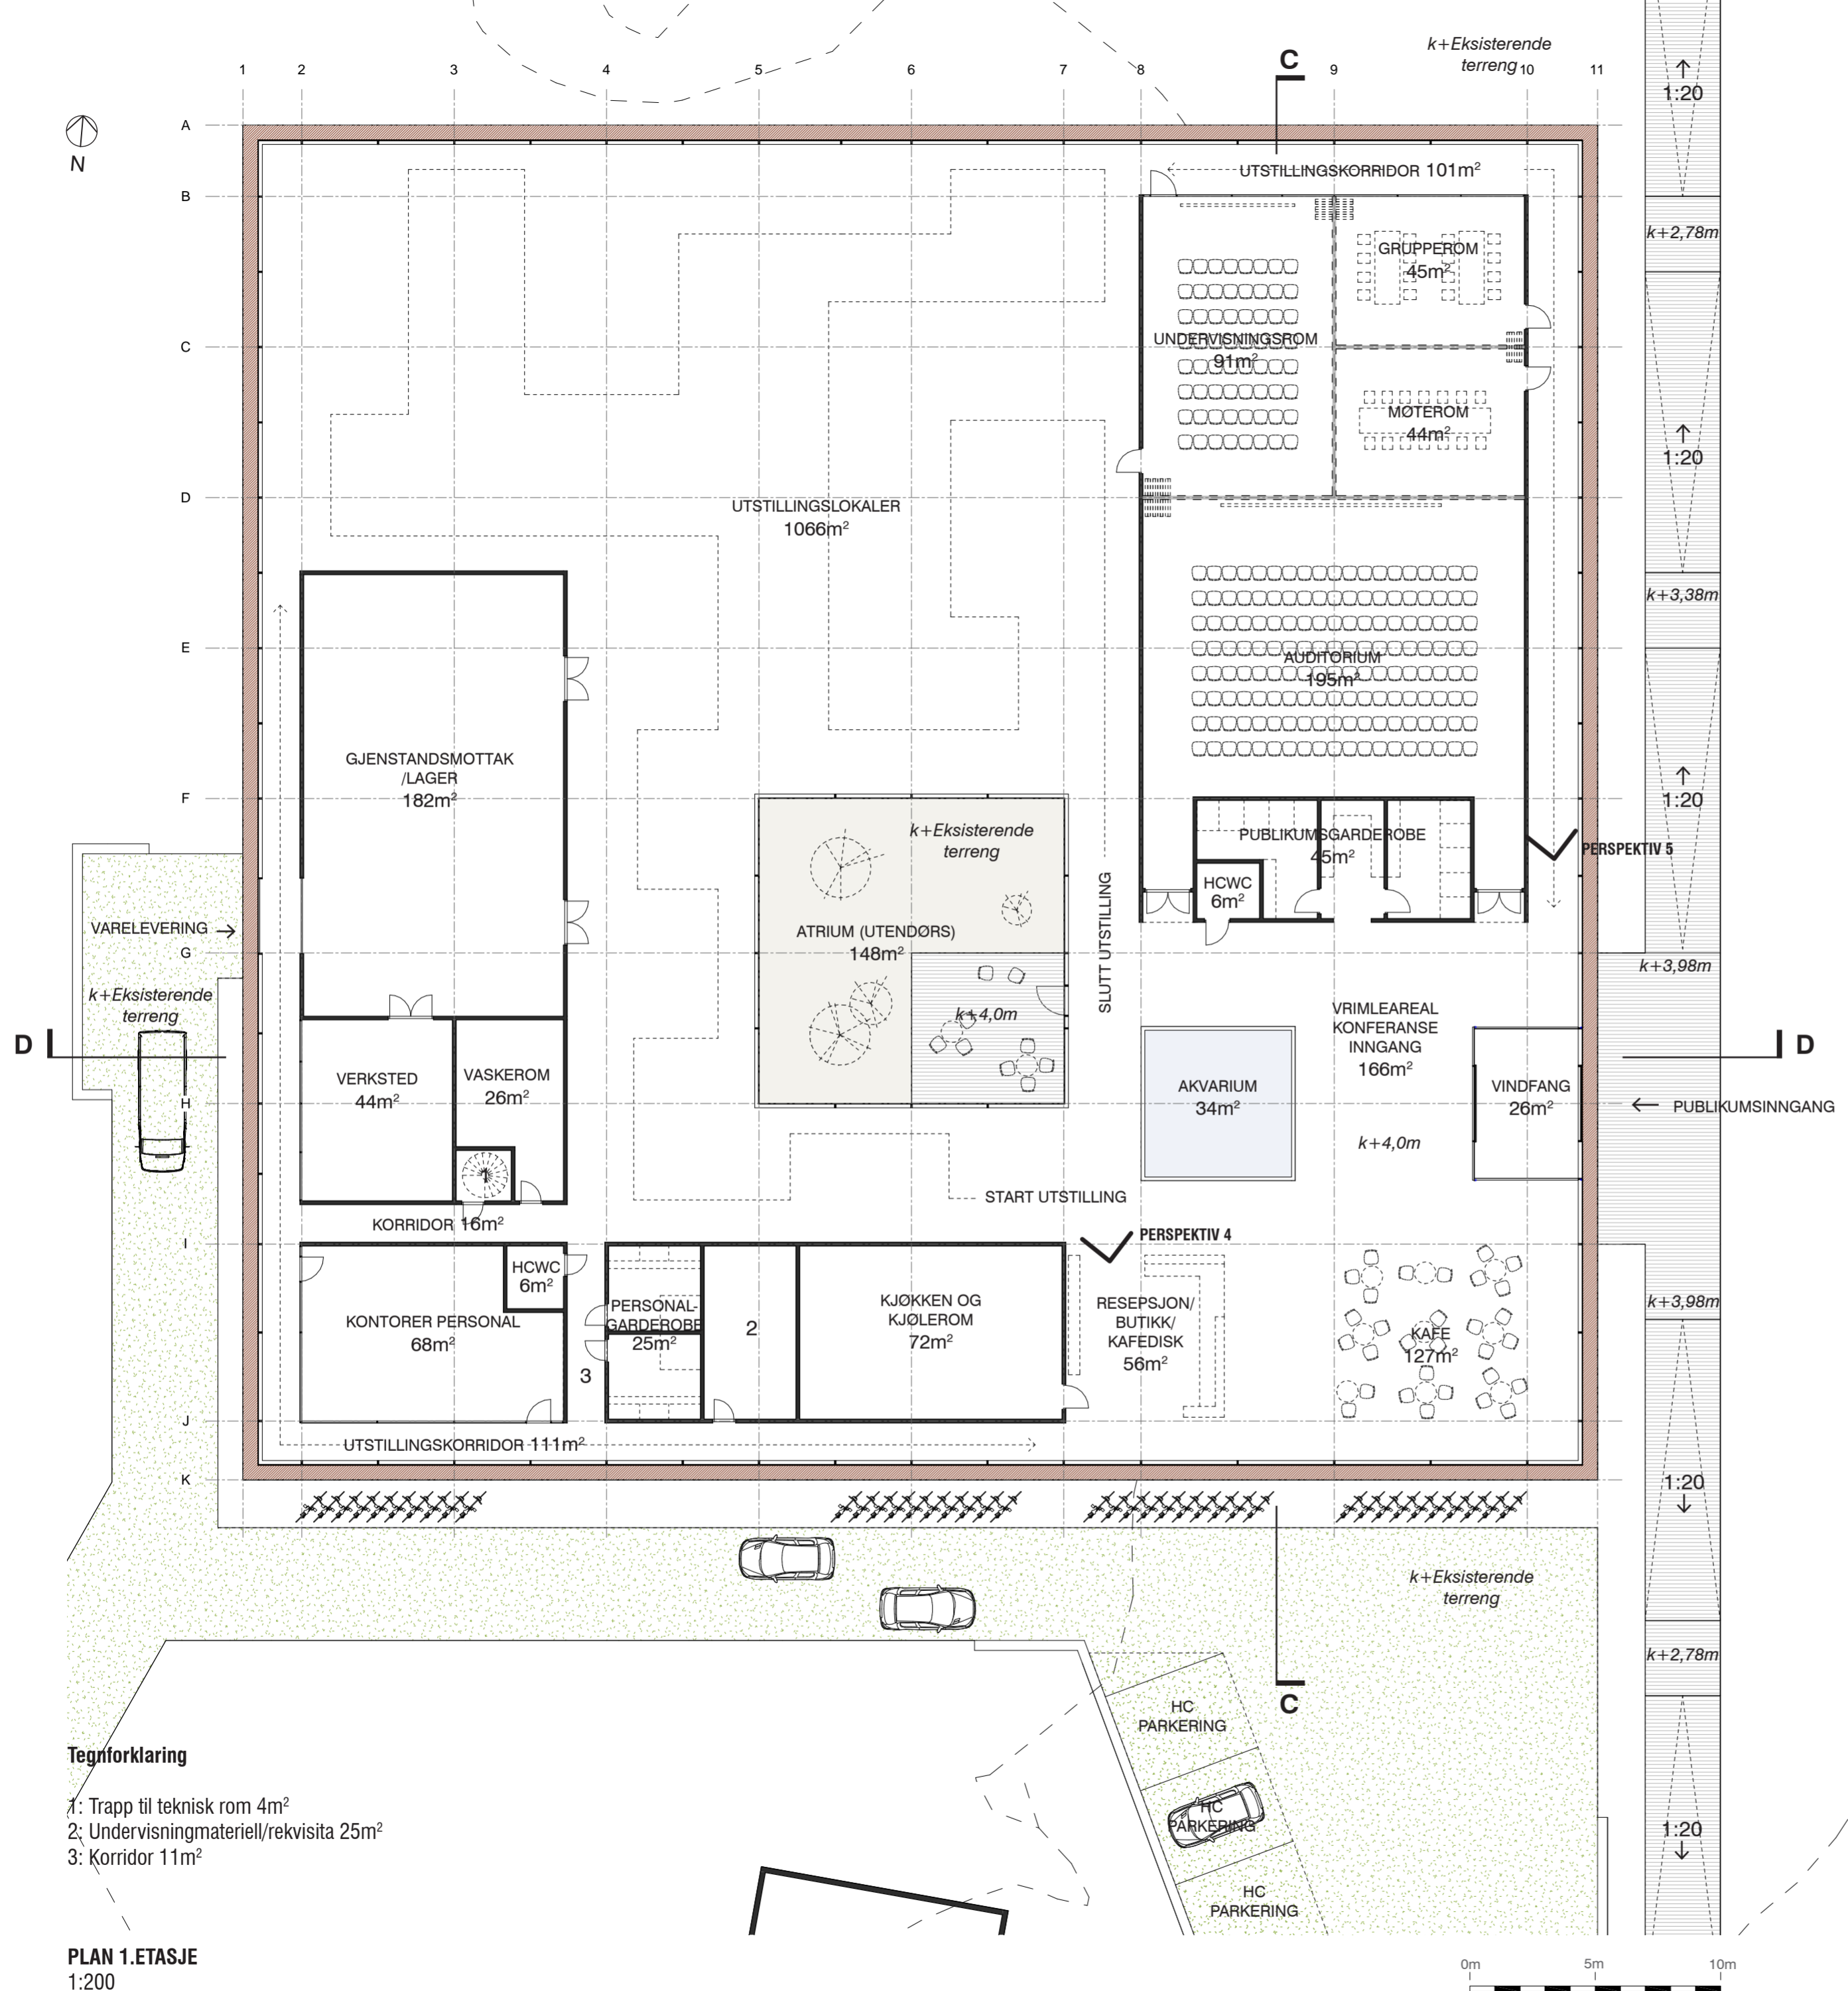 C
k+Eksisterende
terreng
1 2 3 4 5 6 7 8 9 10 11
1:20
A
N
UTSTILLINGSKORRIDOR 101m²
B
k+2,78m
GRUPPEROM
45m²
UNDERVISNINGSROM
91m²
C
MØTEROM
44m²
1:20
D
UTSTILLINGSLOKALER
1066m²
k+3,38m
E
AUDITORIUM
195m²
GJENSTANDSMOTTAK
/LAGER
182m²
F
1:20
k+Eksisterende
terreng
PUBLIKUMSGARDEROBE
45m²
PERSPEKTIV 5
HCWC
6m²
VARELEVERING
ATRIUM (UTENDØRS)
148m²
SLUTT UTSTILLING
G
k+3,98m
k+Eksisterende
terreng
k+4,0m
VRIMLEAREAL
KONFERANSE
INNGANG
166m²
D
D
VERKSTED
44m²
VASKEROM
26m²
AKVARIUM
34m²
VINDFANG
26m²
H
PUBLIKUMSINNGANG
k+4,0m
1
START UTSTILLING
KORRIDOR 16m²
PERSPEKTIV 4
I
HCWC
6m²
KONTORER PERSONAL
68m²
PERSONAL-
GARDEROBE
25m²
2
3
KJØKKEN OG
KJØLEROM
72m²
RESEPSJON/
BUTIKK/
KAFEDISK
56m²
KAFE
127m²
k+3,98m
J
UTSTILLINGSKORRIDOR 111m²
K
1:20
k+Eksisterende
terreng
k+2,78m
C
HC
PARKERING
HC
PARKERING
HC
PARKERING
1:20
Tegnforklaring
1: Trapp til teknisk rom 4m²
2: Undervisningmateriell/rekvisita 25m²
3: Korridor 11m²
PLAN 1.ETASJE
1:200
0m 5m 10m